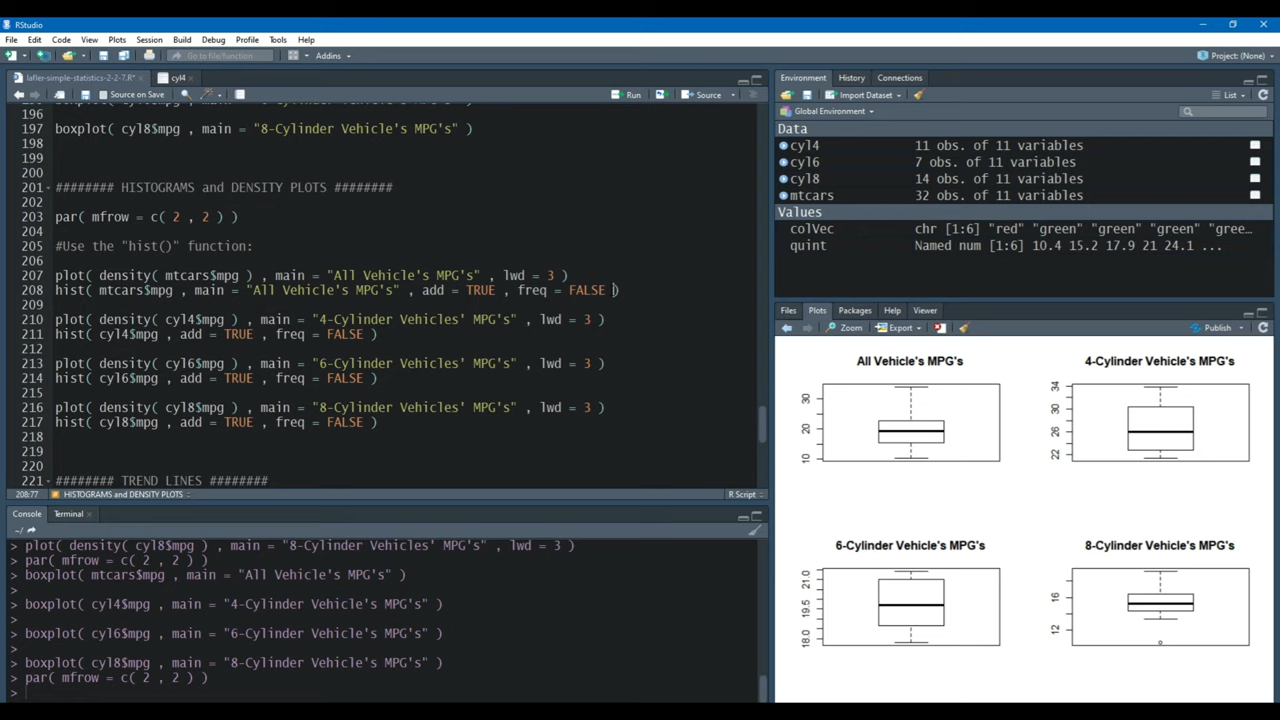 RStudio
File Edit Code View Plots Session Build Debug Profile Tools Help
Go to file/function Addins Project: (None)
lafler-simple-statistics-2-2-7.R* cyl4
Source on Save Run Source
196
197 boxplot( cyl8$mpg , main = "8-Cylinder Vehicle's MPG's" )
198
199
200
201 ######## HISTOGRAMS and DENSITY PLOTS ########
202
203 par( mfrow = c( 2 , 2 ) )
204
205 #Use the "hist()" function:
206
207 plot( density( mtcars$mpg ) , main = "All Vehicle's MPG's" , lwd = 3 )
208 hist( mtcars$mpg , main = "All Vehicle's MPG's" , add = TRUE , freq = FALSE )
209
210 plot( density( cyl4$mpg ) , main = "4-Cylinder Vehicles' MPG's" , lwd = 3 )
211 hist( cyl4$mpg , add = TRUE , freq = FALSE )
212
213 plot( density( cyl6$mpg ) , main = "6-Cylinder Vehicles' MPG's" , lwd = 3 )
214 hist( cyl6$mpg , add = TRUE , freq = FALSE )
215
216 plot( density( cyl8$mpg ) , main = "8-Cylinder Vehicles' MPG's" , lwd = 3 )
217 hist( cyl8$mpg , add = TRUE , freq = FALSE )
218
219
220
221 ######## TREND LINES ########
208:77 HISTOGRAMS and DENSITY PLOTS R Script
Console Terminal
~/
> plot( density( cyl8$mpg ) , main = "8-Cylinder Vehicles' MPG's" , lwd = 3 )
> par( mfrow = c( 2 , 2 ) )
> boxplot( mtcars$mpg , main = "All Vehicle's MPG's" )
>
> boxplot( cyl4$mpg , main = "4-Cylinder Vehicle's MPG's" )
>
> boxplot( cyl6$mpg , main = "6-Cylinder Vehicle's MPG's" )
>
> boxplot( cyl8$mpg , main = "8-Cylinder Vehicle's MPG's" )
> par( mfrow = c( 2 , 2 ) )
>
Environment History Connections
Import Dataset List
Global Environment
Data
cyl4 11 obs. of 11 variables
cyl6 7 obs. of 11 variables
cyl8 14 obs. of 11 variables
mtcars 32 obs. of 11 variables
Values
colVec chr [1:6] "red" "green" "green" "green" "gree…
quint Named num [1:6] 10.4 15.2 17.9 21 24.1 ...
Files Plots Packages Help Viewer
Zoom Export Publish
All Vehicle's MPG's
10 20 30
4-Cylinder Vehicle's MPG's
22 26 30 34
6-Cylinder Vehicle's MPG's
18.0 19.5 21.0
8-Cylinder Vehicle's MPG's
12 16